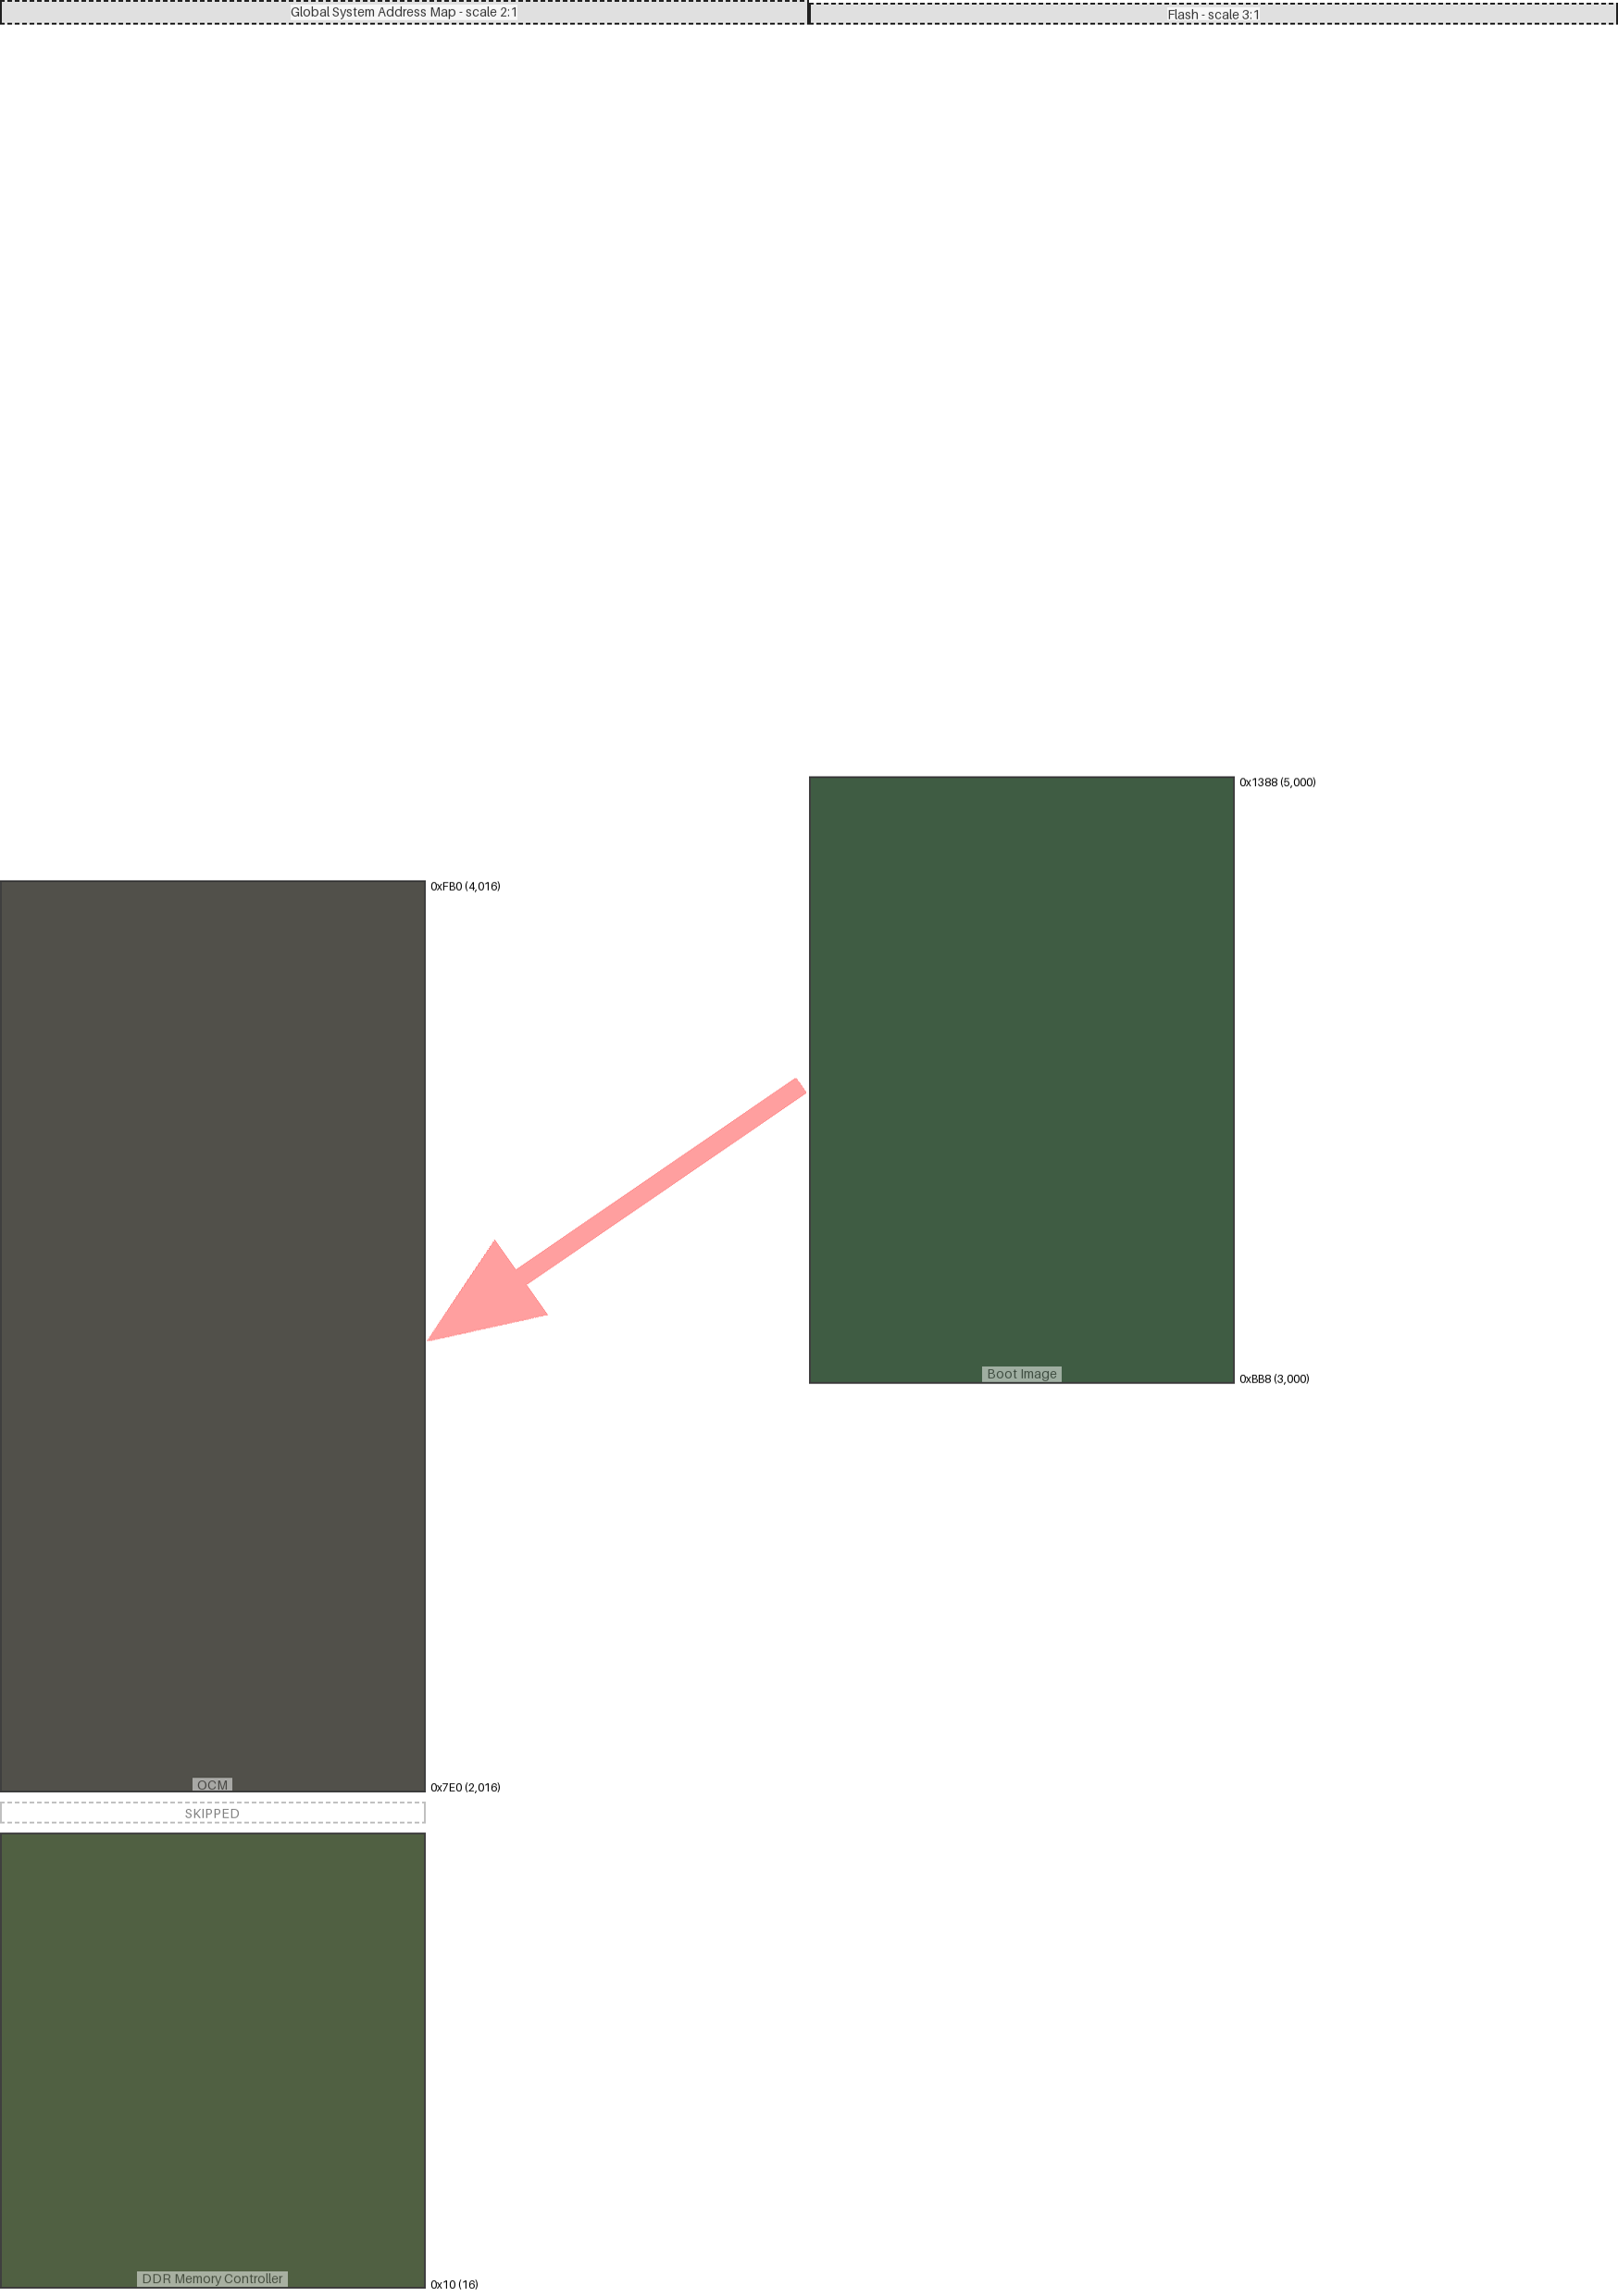 Global System Address Map - scale 2:1
Flash - scale 3:1
0x1388 (5,000)
0xFB0 (4,016)
Boot Image
0xBB8 (3,000)
OCM
0x7E0 (2,016)
SKIPPED
DDR Memory Controller
0x10 (16)